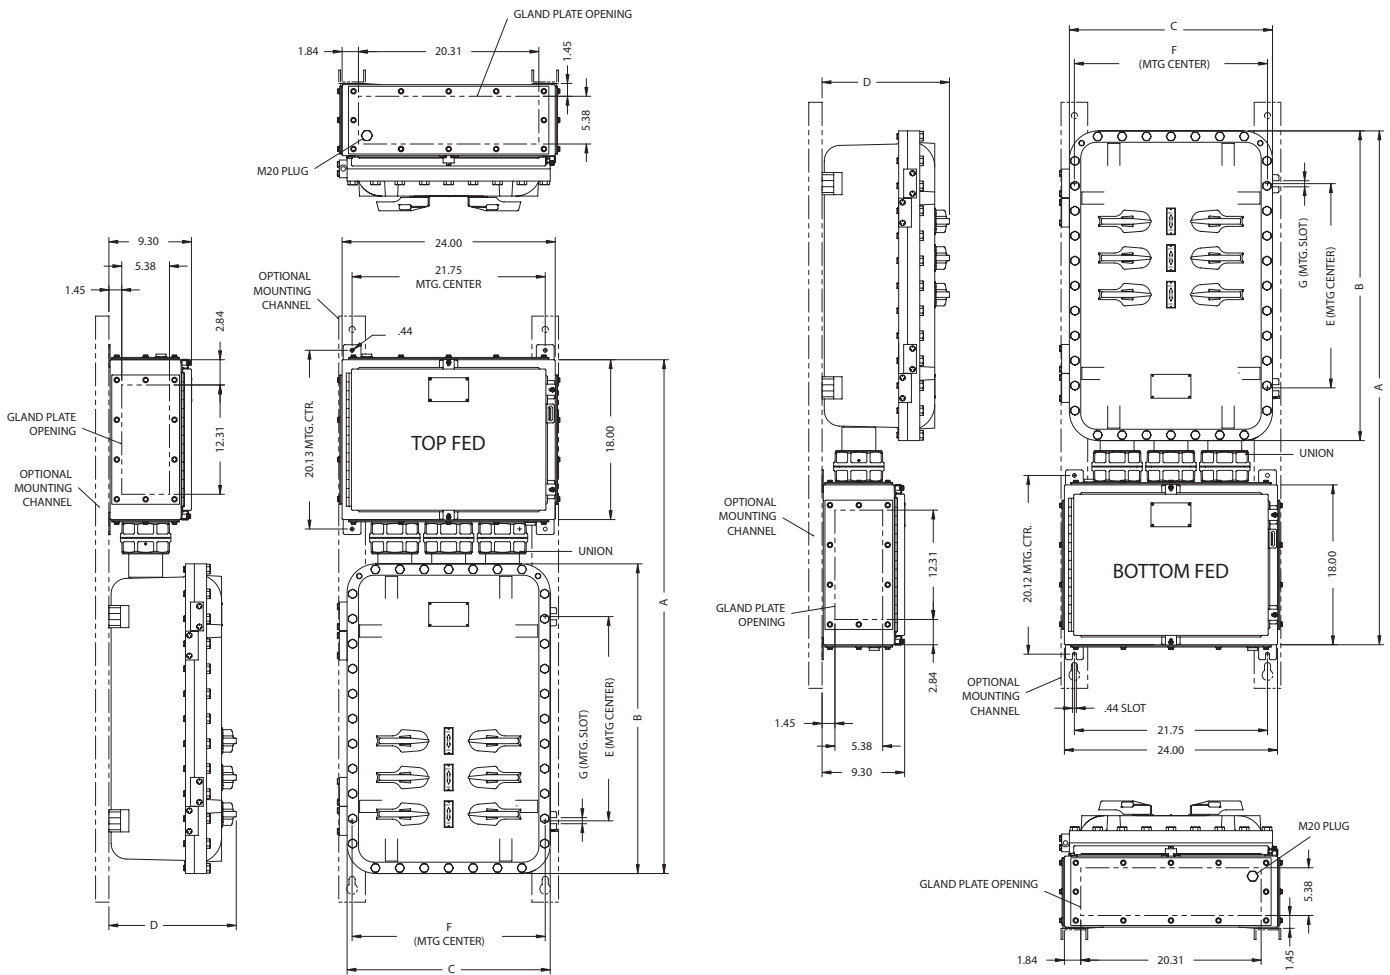 GLAND PLATE OPENING
1.84
20.31
1.45
5.38
M20 PLUG
9.30
5.38
1.45
2.84
12.31
GLAND PLATE
OPENING
OPTIONAL
MOUNTING
CHANNEL
D
24.00
21.75
MTG. CENTER
OPTIONAL
MOUNTING
CHANNEL
.44
20.13 MTG. CTR.
TOP FED
18.00
UNION
A
B
E (MTG CENTER)
G (MTG. SLOT)
F
(MTG CENTER)
C
D
C
F
(MTG CENTER)
G (MTG. SLOT)
E (MTG CENTER)
B
A
UNION
OPTIONAL
MOUNTING
CHANNEL
GLAND PLATE
OPENING
12.31
2.84
1.45
5.38
9.30
20.12 MTG. CTR.
BOTTOM FED
18.00
OPTIONAL
MOUNTING
CHANNEL
.44 SLOT
21.75
24.00
M20 PLUG
GLAND PLATE OPENING
5.38
1.84
20.31
1.45